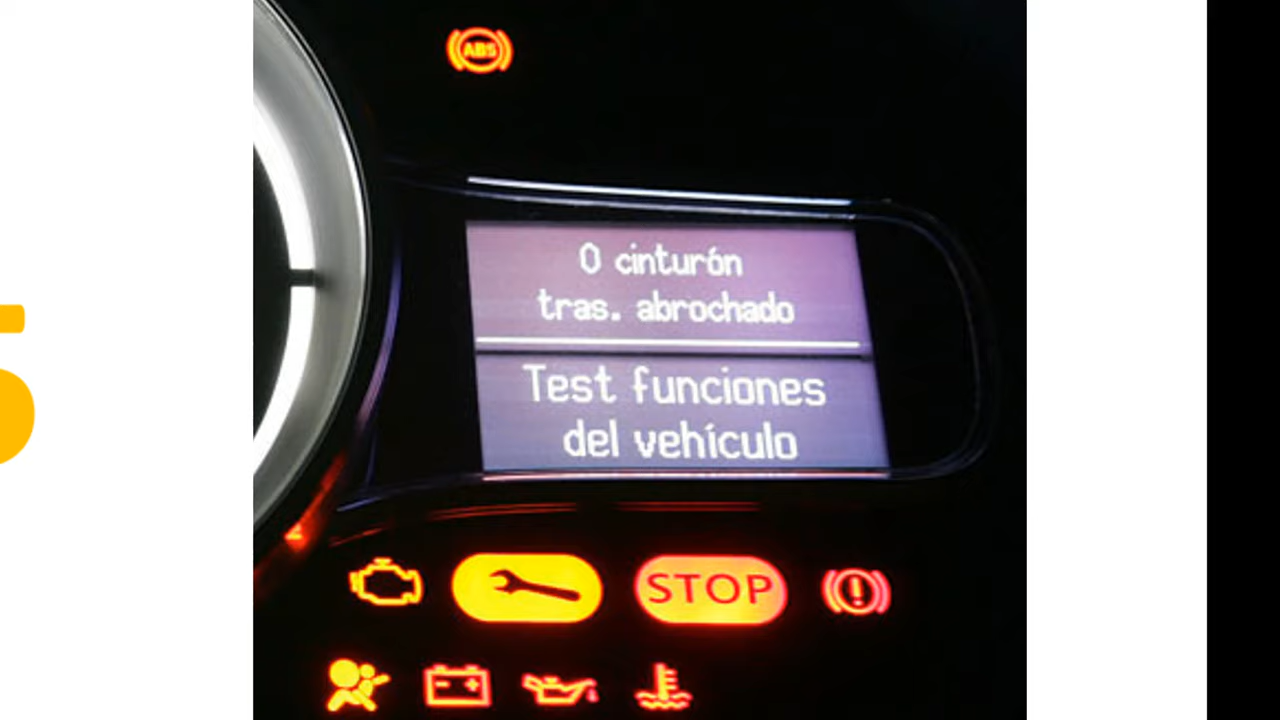 ABS
0 cinturón
tras. abrochado
Test funciones
del vehículo
STOP